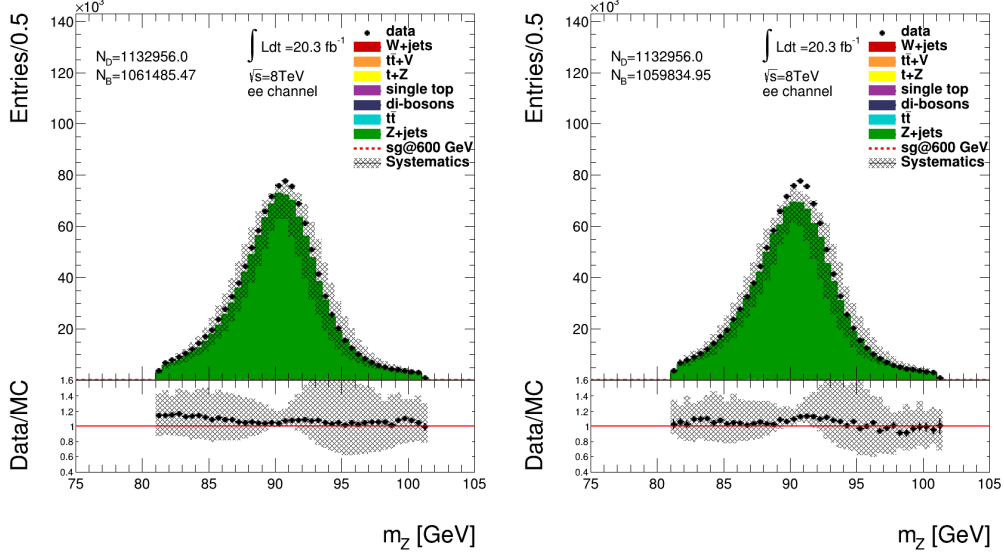 ×10³
Entries/0.5
140
120
100
80
60
40
20
N_D=1132956.0
N_B=1061485.47
∫ Ldt =20.3 fb⁻¹
√s=8TeV
ee channel
data
W+jets
tt̄+V
t+Z
single top
di-bosons
tt̄
Z+jets
sg@600 GeV
Systematics
Data/MC
1.6
1.4
1.2
1
0.8
0.6
0.4
75 80 85 90 95 100 105
m_Z [GeV]
×10³
Entries/0.5
140
120
100
80
60
40
20
N_D=1132956.0
N_B=1059834.95
∫ Ldt =20.3 fb⁻¹
√s=8TeV
ee channel
data
W+jets
tt̄+V
t+Z
single top
di-bosons
tt̄
Z+jets
sg@600 GeV
Systematics
Data/MC
1.6
1.4
1.2
1
0.8
0.6
0.4
75 80 85 90 95 100 105
m_Z [GeV]